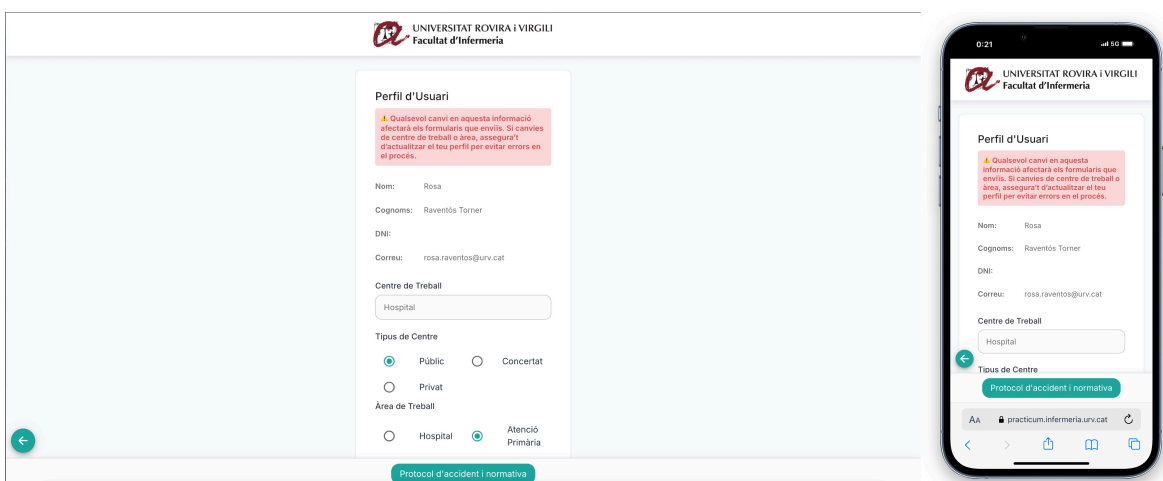 UNIVERSITAT ROVIRA i VIRGILI
Facultat d'Infermeria
Perfil d'Usuari
⚠ Qualsevol canvi en aquesta informació
afectarà els formularis que enviïs. Si canvies
de centre de treball o àrea, assegura't
d'actualitzar el teu perfil per evitar errors en
el procés.
Nom: Rosa
Cognoms: Raventós Torner
DNI:
Correu: rosa.raventos@urv.cat
Centre de Treball
Hospital
Tipus de Centre
Públic Concertat
Privat
Àrea de Treball
Hospital Atenció
Primària
Protocol d'accident i normativa
0:21 5G
UNIVERSITAT ROVIRA i VIRGILI
Facultat d'Infermeria
Perfil d'Usuari
⚠ Qualsevol canvi en aquesta
informació afectarà els formularis que
enviïs. Si canvies de centre de treball o
àrea, assegura't d'actualitzar el teu
perfil per evitar errors en el procés.
Nom: Rosa
Cognoms: Raventós Torner
DNI:
Correu: rosa.raventos@urv.cat
Centre de Treball
Hospital
Tipus de Centre
Protocol d'accident i normativa
AA practicum.infermeria.urv.cat